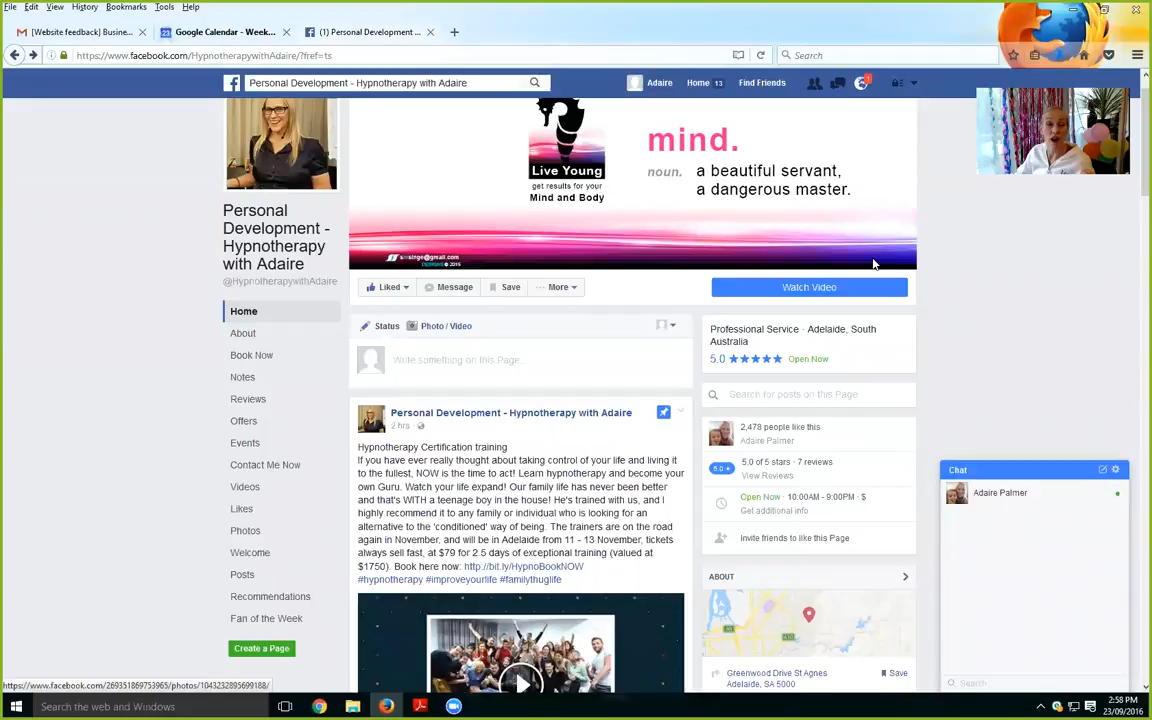 File Edit View History Bookmarks Tools Help
[Website feedback] Busine...
Google Calendar - Week...
(1) Personal Development ...
https://www.facebook.com/HypnotherapywithAdaire/?fref=ts
Search
Personal Development - Hypnotherapy with Adaire
Adaire
Home 13
Find Friends
Live Young
get results for your
Mind and Body
mind.
noun. a beautiful servant,
a dangerous master.
Personal
Development -
Hypnotherapy
with Adaire
@HypnotherapywithAdaire
Liked
Message
Save
More
Watch Video
Home
About
Book Now
Notes
Reviews
Offers
Events
Contact Me Now
Videos
Likes
Photos
Welcome
Posts
Recommendations
Fan of the Week
Create a Page
Status
Photo / Video
Write something on this Page...
Personal Development - Hypnotherapy with Adaire
2 hrs
Hypnotherapy Certification training
If you have ever really thought about taking control of your life and living it
to the fullest, NOW is the time to act! Learn hypnotherapy and become your
own Guru. Watch your life expand! Our family life has never been better
and that's WITH a teenage boy in the house! He's trained with us, and I
highly recommend it to any family or individual who is looking for an
alternative to the 'conditioned' way of being. The trainers are on the road
again in November, and will be in Adelaide from 11 - 13 November, tickets
always sell fast, at $79 for 2.5 days of exceptional training (valued at
$1750). Book here now: http://bit.ly/HypnoBookNOW
#hypnotherapy #improveyourlife #familythuglife
Professional Service · Adelaide, South
Australia
5.0 Open Now
Search for posts on this Page
2,478 people like this
Adaire Palmer
5.0 of 5 stars · 7 reviews
View Reviews
Open Now · 10:00AM - 9:00PM · $
Get additional info
Invite friends to like this Page
ABOUT
Greenwood Drive St Agnes
Adelaide, SA 5000
Save
Chat
Adaire Palmer
Search
https://www.facebook.com/269351869753965/photos/1043232895699188/
Search the web and Windows
2:58 PM
23/09/2016